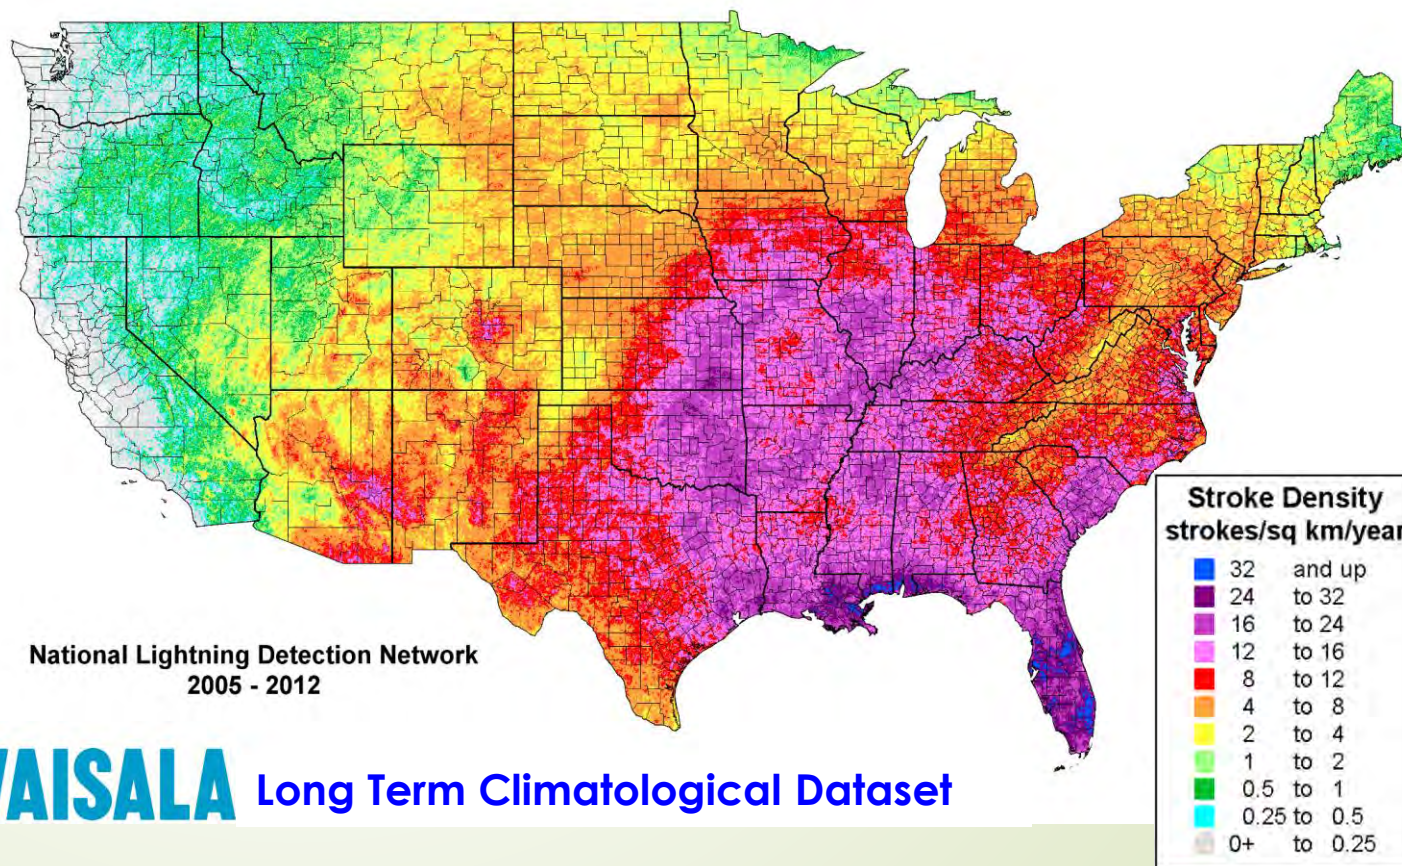 National Lightning Detection Network
2005 - 2012
VAISALA Long Term Climatological Dataset
Stroke Density
strokes/sq km/year
32 and up
24 to 32
16 to 24
12 to 16
8 to 12
4 to 8
2 to 4
1 to 2
0.5 to 1
0.25 to 0.5
0+ to 0.25